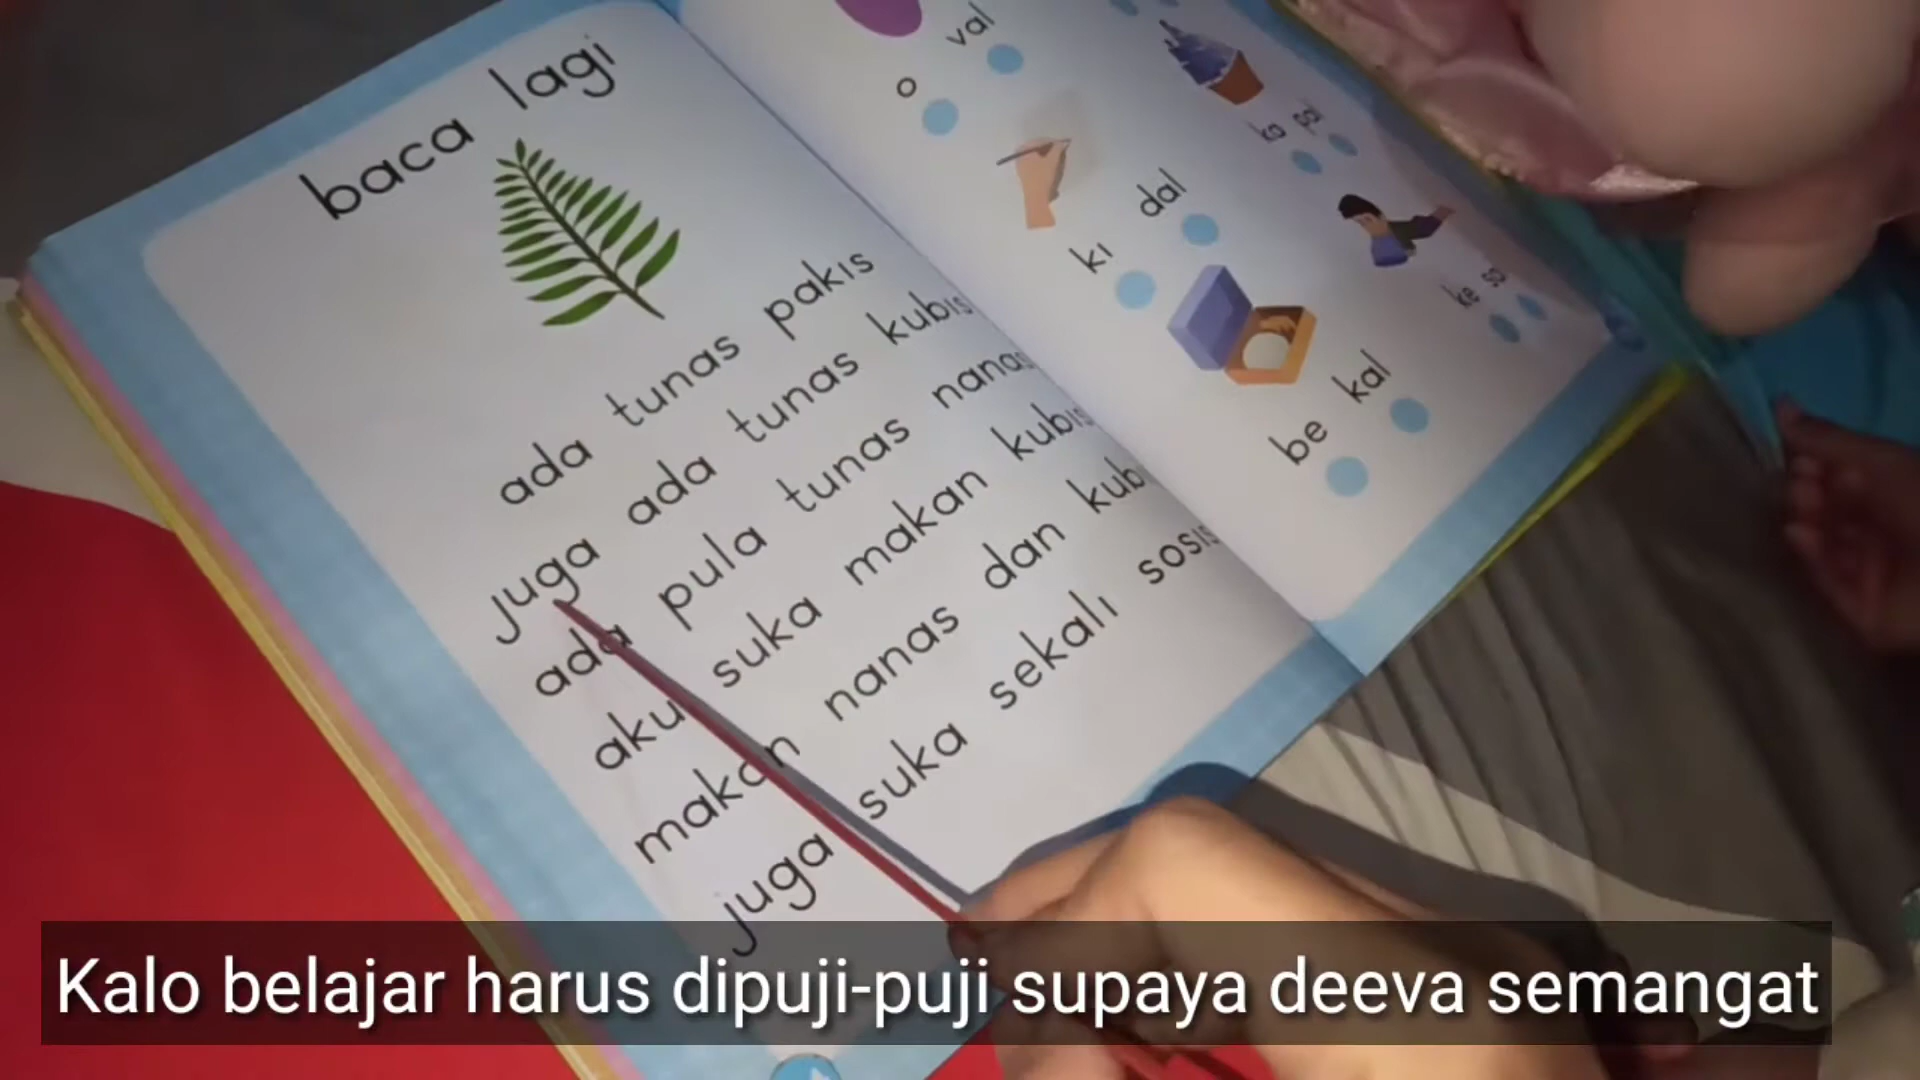 baca lagi
ada tunas pakis
juga ada tunas kubis
ada pula tunas nanas
aku suka makan kubis
makan nanas dan kub
juga suka sekali sosis
o val
ki dal
be kal
ke so
Kalo belajar harus dipuji-puji supaya deeva semangat